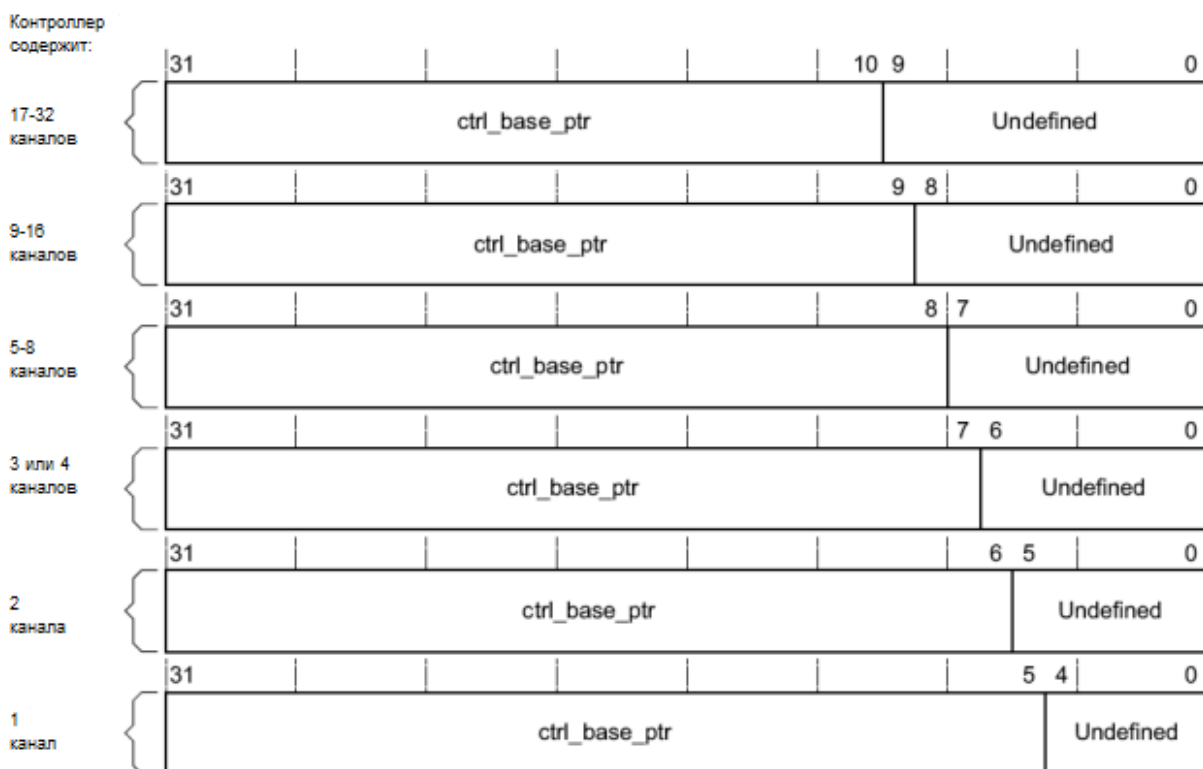 Контроллер
содержит:
31 10 9 0
17-32
каналов
ctrl_base_ptr Undefined
31 9 8 0
9-16
каналов
ctrl_base_ptr Undefined
31 8 7 0
5-8
каналов
ctrl_base_ptr Undefined
31 7 6 0
3 или 4
каналов
ctrl_base_ptr Undefined
31 6 5 0
2
канала
ctrl_base_ptr Undefined
31 5 4 0
1
канал
ctrl_base_ptr Undefined